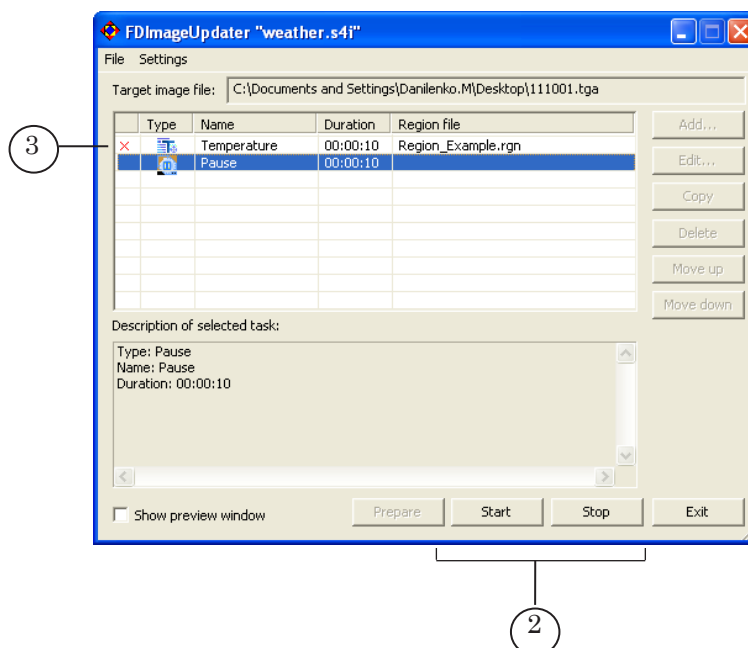 FDImageUpdater "weather.s4i"
File Settings
Target image file: C:\Documents and Settings\Danilenko.M\Desktop\111001.tga
Type Name Duration Region file
Temperature 00:00:10 Region_Example.rgn
Pause 00:00:10
Add...
Edit...
Copy
Delete
Move up
Move down
3
Description of selected task:
Type: Pause
Name: Pause
Duration: 00:00:10
Show preview window
Prepare Start Stop Exit
2